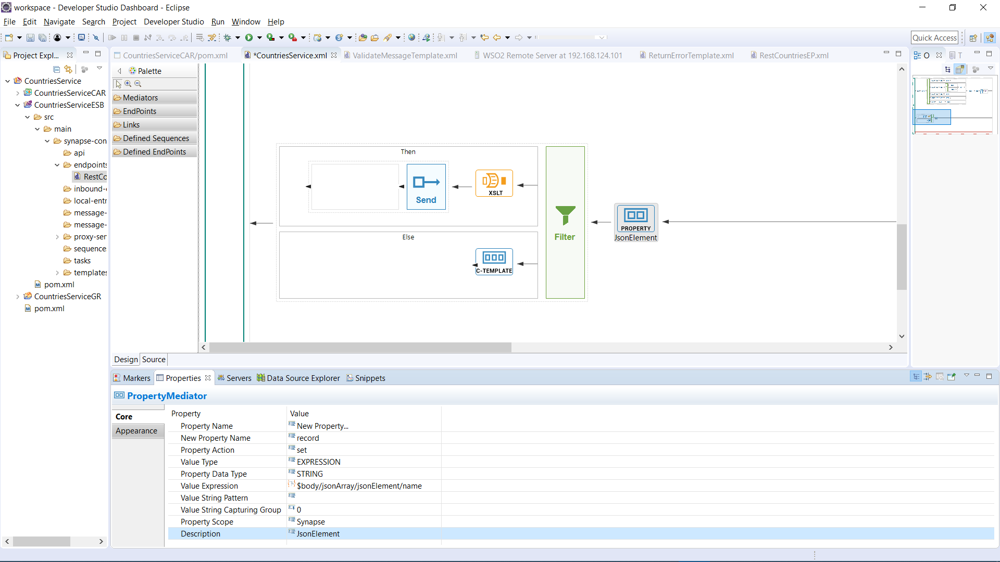 workspace - Developer Studio Dashboard - Eclipse
File Edit Navigate Search Project Developer Studio Run Window Help
Quick Access
Project Expl...
CountriesServiceCAR/pom.xml
*CountriesService.xml
ValidateMessageTemplate.xml
WSO2 Remote Server at 192.168.124.101
ReturnErrorTemplate.xml
RestCountriesEP.xml
O
T
CountriesService
CountriesServiceCAR
CountriesServiceESB
src
main
synapse-con
api
endpoints
RestCo
inbound-
local-entr
message-
message-
proxy-ser
sequence
tasks
templates
pom.xml
CountriesServiceGR
pom.xml
Palette
Mediators
EndPoints
Links
Defined Sequences
Defined EndPoints
Then
Send
XSLT
Else
C-TEMPLATE
Filter
PROPERTY
JsonElement
Design Source
Markers Properties Servers Data Source Explorer Snippets
PropertyMediator
Core
Appearance
Property Value
Property Name New Property...
New Property Name record
Property Action set
Value Type EXPRESSION
Property Data Type STRING
Value Expression $body/jsonArray/jsonElement/name
Value String Pattern
Value String Capturing Group 0
Property Scope Synapse
Description JsonElement